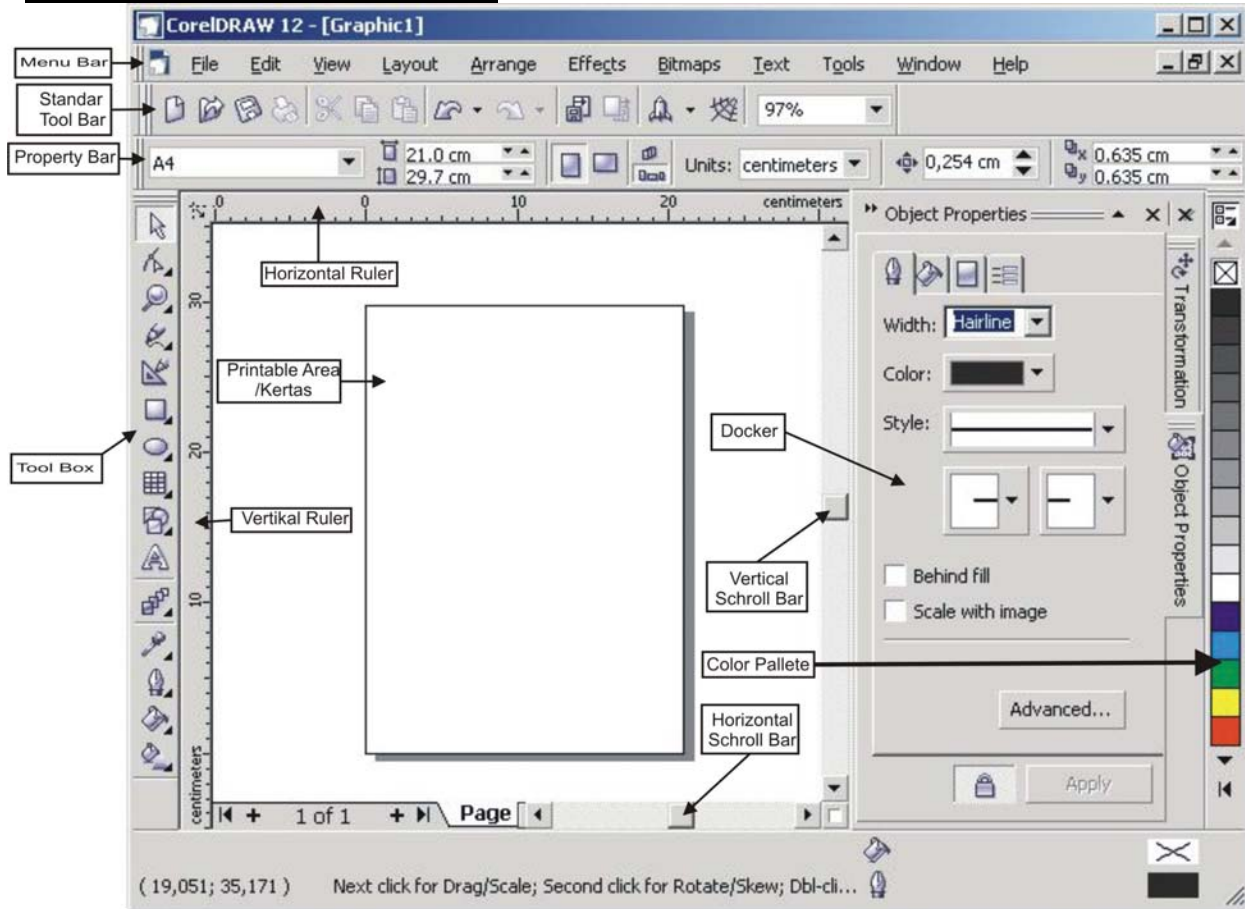 CorelDRAW 12 - [Graphic1]
Menu Bar
File Edit View Layout Arrange Effects Bitmaps Text Tools Window Help
Standar
Tool Bar
97%
Property Bar
A4
21.0 cm
29.7 cm
Units: centimeters
0,254 cm
x 0.635 cm
y 0.635 cm
0 0 10 20 centimeters
Object Properties
Horizontal Ruler
30
20
10
centimeters
Printable Area
/Kertas
Tool Box
Vertikal Ruler
Docker
Vertical
Schroll Bar
Color Pallete
Horizontal
Schroll Bar
Width: Hairline
Color:
Style:
Behind fill
Scale with image
Advanced...
Apply
Transformation
Object Properties
1 of 1 Page
( 19,051; 35,171 ) Next click for Drag/Scale; Second click for Rotate/Skew; Dbl-cli...